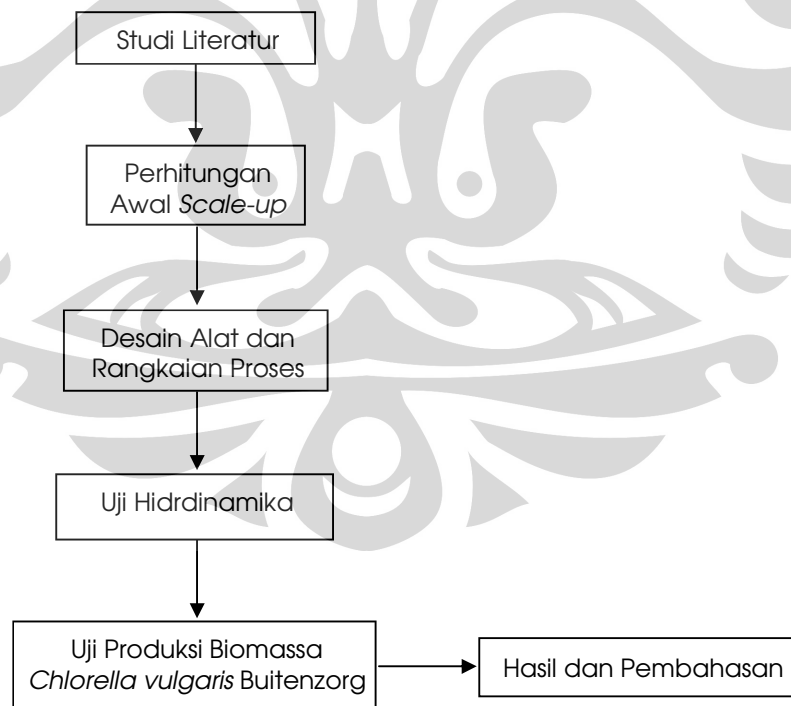 Studi Literatur
Perhitungan
Awal Scale-up
Desain Alat dan
Rangkaian Proses
Uji Hidrdinamika
Uji Produksi Biomassa
Chlorella vulgaris Buitenzorg
Hasil dan Pembahasan